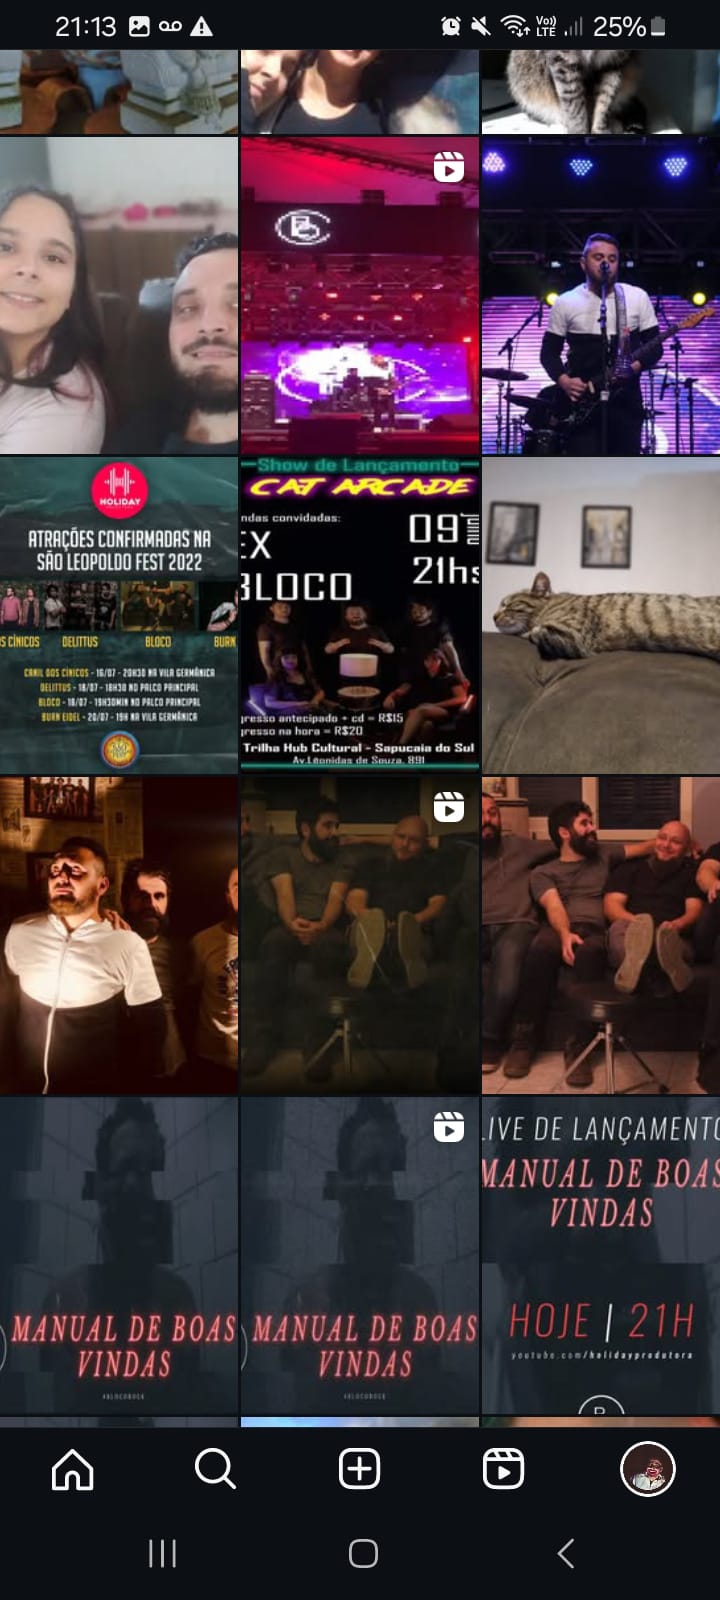 21:13
Vo))
LTE
25%
HOLIDAY
ATRAÇÕES CONFIRMADAS NA
SÃO LEOPOLDO FEST 2022
OS CÍNICOS DELITTUS BLOCO BURN
CANIL DOS CÍNICOS - 16/07 - 20H30 NA VILA GERMÂNICA
DELITTUS - 18/07 - 18H30 NO PALCO PRINCIPAL
BLOCO - 18/07 - 19H30MIN NO PALCO PRINCIPAL
BURN EIDEL - 20/07 - 19H NA VILA GERMÂNICA
Show de Lançamento
CAT ARCADE
ndas convidadas:
EX
BLOCO
09
21hs
gresso antecipado + cd = R$15
gresso na hora = R$20
Trilha Hub Cultural - Sapucaia do Sul
Av.Leônidas de Souza, 891
MANUAL DE BOAS
VINDAS
#BLOCOROCK
MANUAL DE BOAS
VINDAS
#BLOCOROCK
LIVE DE LANÇAMENTO
MANUAL DE BOAS
VINDAS
HOJE | 21H
youtube.com/holidayprodutora